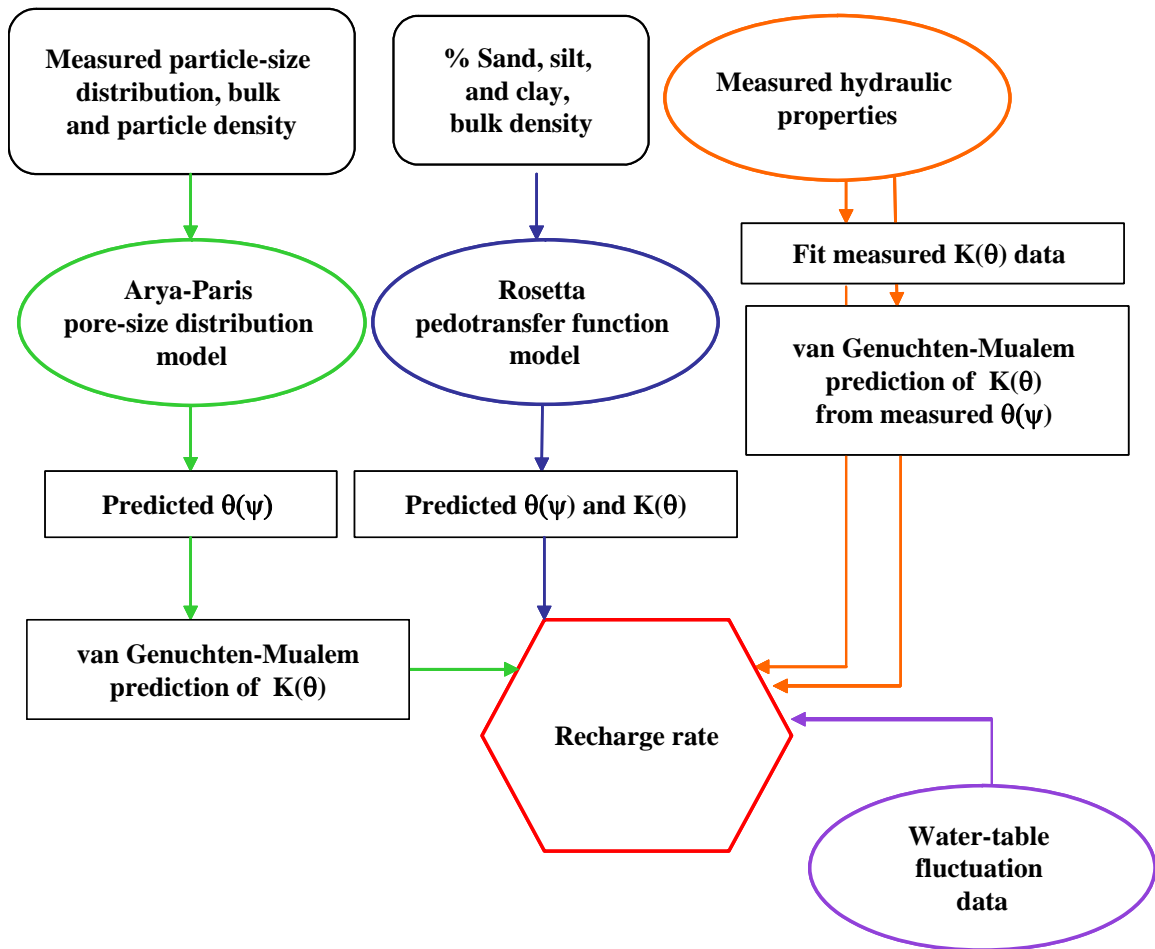 Measured particle-size
distribution, bulk
and particle density
% Sand, silt,
and clay,
bulk density
Measured hydraulic
properties
Fit measured K(θ) data
Arya-Paris
pore-size distribution
model
Rosetta
pedotransfer function
model
van Genuchten-Mualem
prediction of K(θ)
from measured θ(ψ)
Predicted θ(ψ)
Predicted θ(ψ) and K(θ)
van Genuchten-Mualem
prediction of K(θ)
Recharge rate
Water-table
fluctuation
data